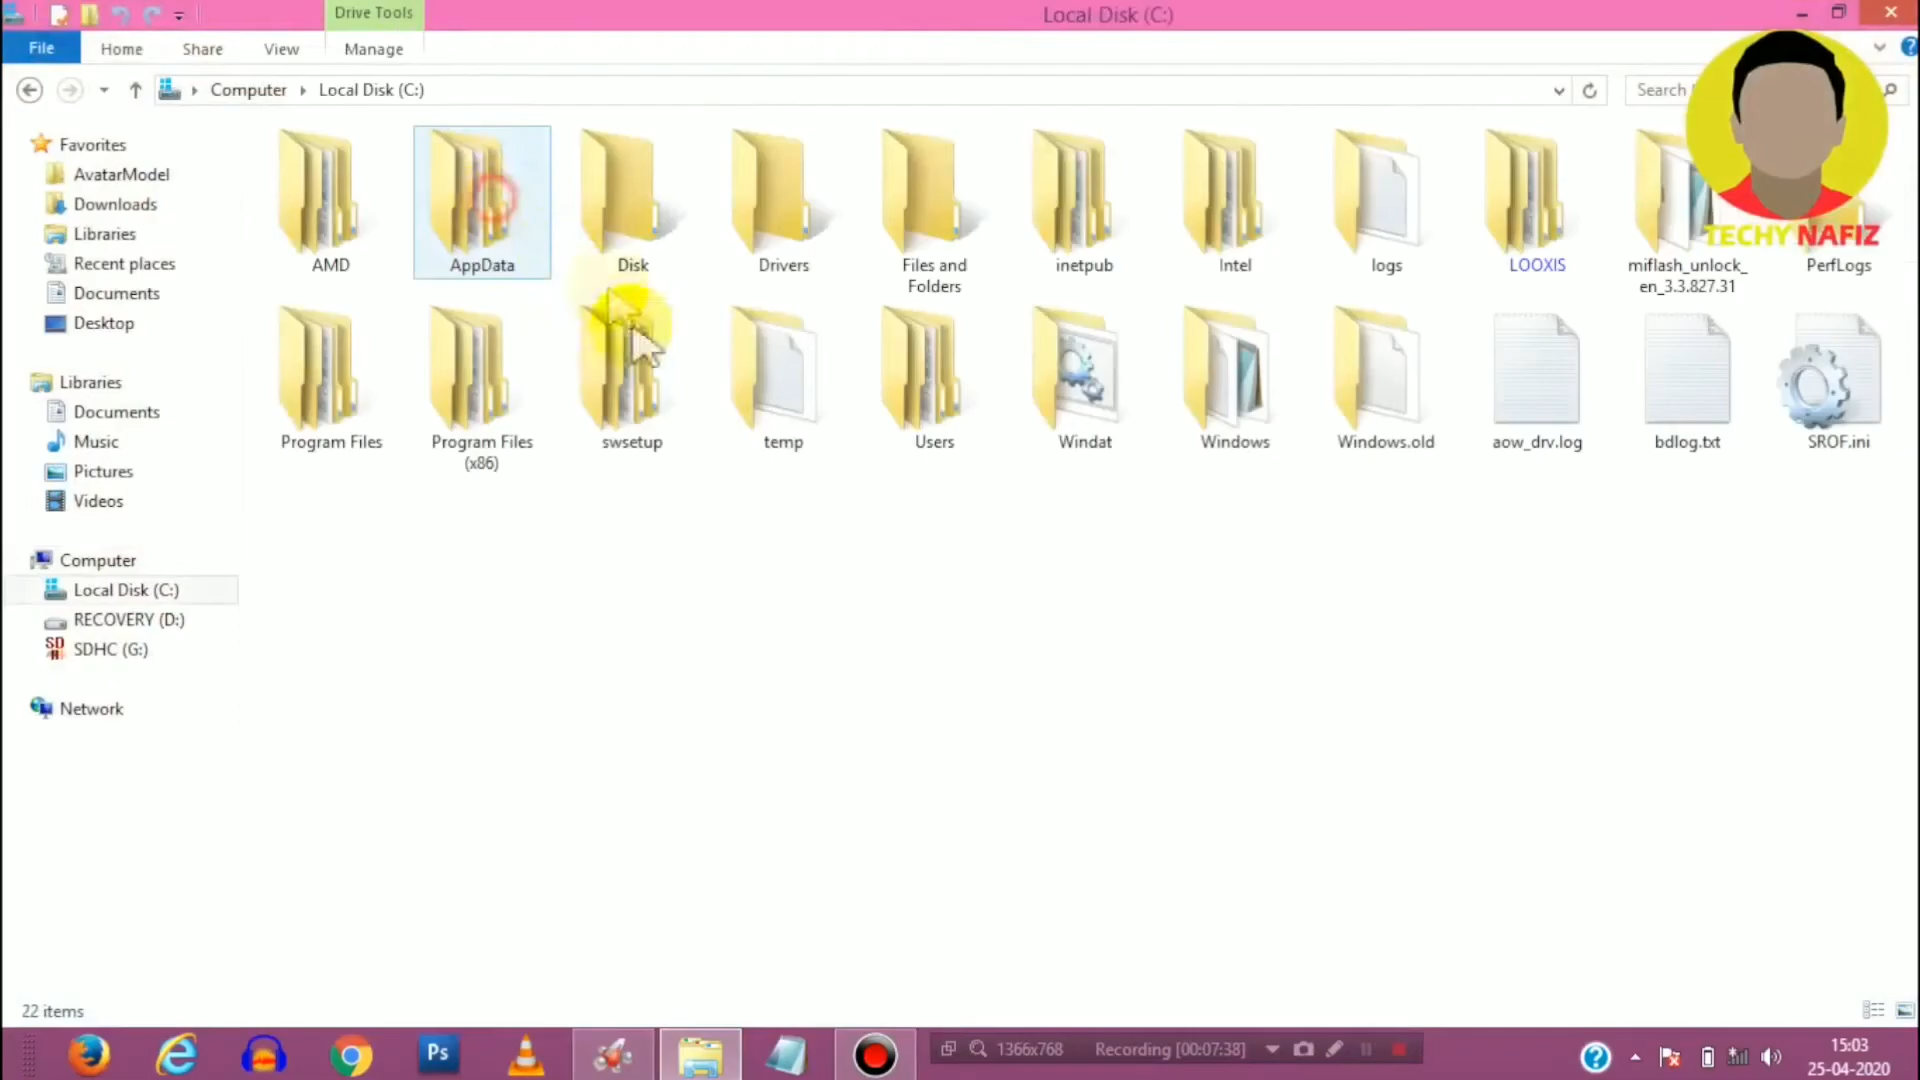 Drive Tools
Local Disk (C:)
File
Home
Share
View
Manage
Computer
Local Disk (C:)
Search
Favorites
AvatarModel
Downloads
Libraries
Recent places
Documents
Desktop
Libraries
Documents
Music
Pictures
Videos
Computer
Local Disk (C:)
RECOVERY (D:)
SD
SDHC (G:)
Network
AMD
AppData
Disk
Drivers
Files and
Folders
inetpub
Intel
logs
LOOXIS
miflash_unlock_
en_3.3.827.31
PerfLogs
TECHY NAFIZ
Program Files
Program Files
(x86)
swsetup
temp
Users
Windat
Windows
Windows.old
aow_drv.log
bdlog.txt
SROF.ini
22 items
Ps
1366x768
Recording [00:07:38]
15:03
25-04-2020